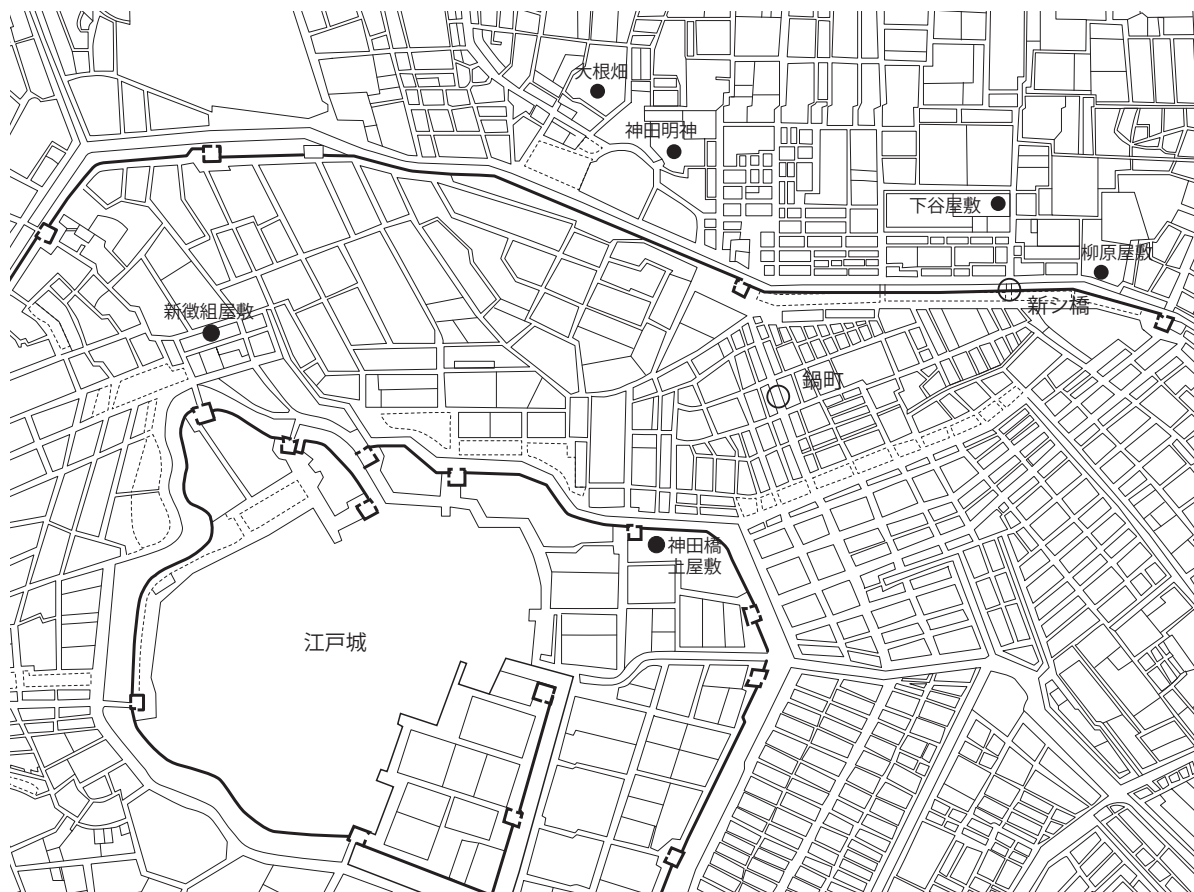 大根畑
神田明神
下谷屋敷
柳原屋敷
新シ橋
新徴組屋敷
鍋町
神田橋
上屋敷
江戸城